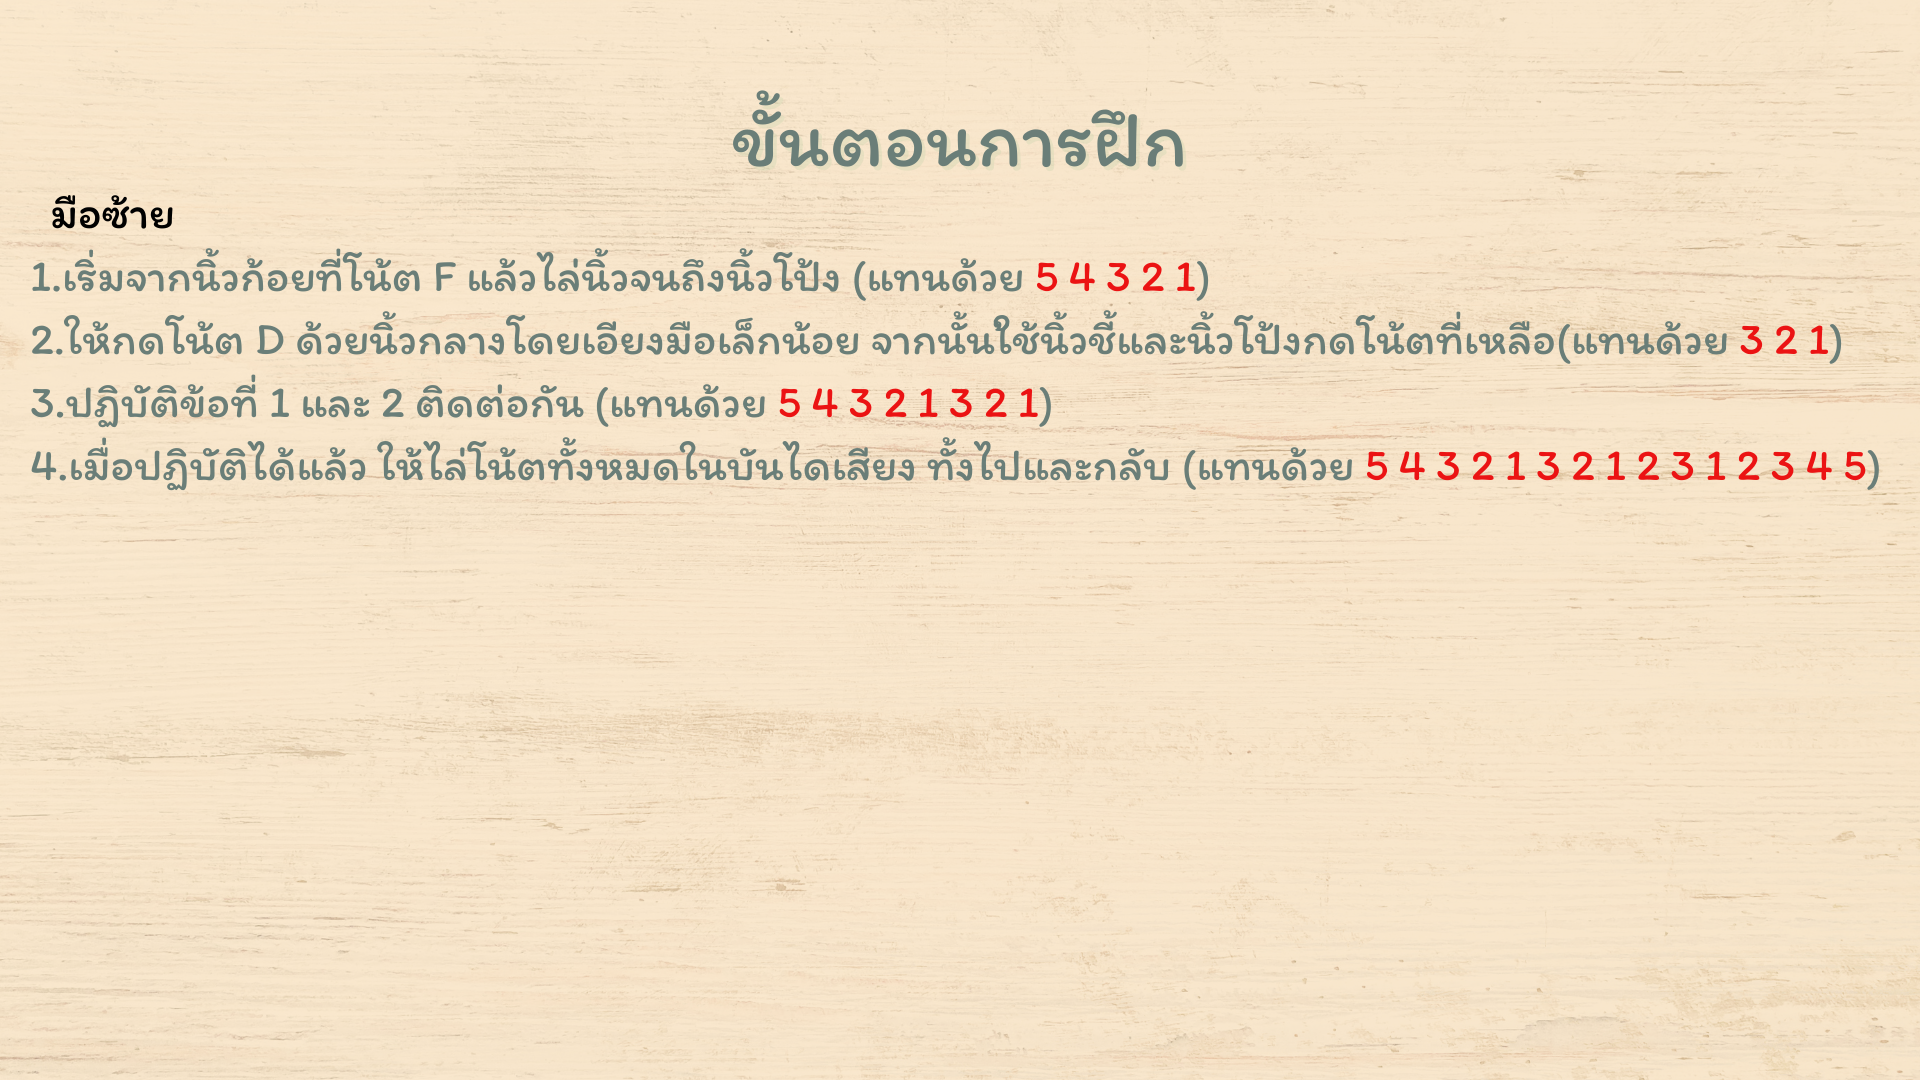 ขั้นตอนการฝึก
มือซ้าย
1.เริ่มจากนิ้วก้อยที่โน้ต F แล้วไล่นิ้วจนถึงนิ้วโป้ง (แทนด้วย 5 4 3 2 1)
2.ให้กดโน้ต D ด้วยนิ้วกลางโดยเอียงมือเล็กน้อย จากนั้นใช้นิ้วชี้และนิ้วโป้งกดโน้ตที่เหลือ(แทนด้วย 3 2 1)
3.ปฏิบัติข้อที่ 1 และ 2 ติดต่อกัน (แทนด้วย 5 4 3 2 1 3 2 1)
4.เมื่อปฏิบัติได้แล้ว ให้ไล่โน้ตทั้งหมดในบันไดเสียง ทั้งไปและกลับ (แทนด้วย 5 4 3 2 1 3 2 1 2 3 1 2 3 4 5)